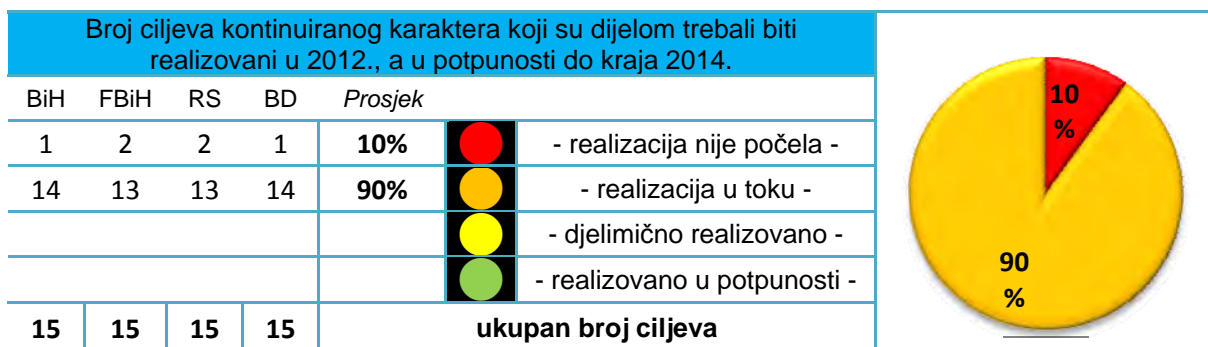 Broj ciljeva kontinuiranog karaktera koji su dijelom trebali biti
realizovani u 2012., a u potpunosti do kraja 2014.
BiH FBiH RS BD Prosjek
1 2 2 1 10% - realizacija nije počela -
14 13 13 14 90% - realizacija u toku -
- djelimično realizovano -
- realizovano u potpunosti -
15 15 15 15 ukupan broj ciljeva
10
%
90
%